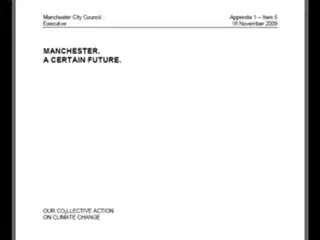 Manchester City Council
Executive
Appendix 1 – Item 5
18 November 2009
MANCHESTER.
A CERTAIN FUTURE.
OUR COLLECTIVE ACTION
ON CLIMATE CHANGE